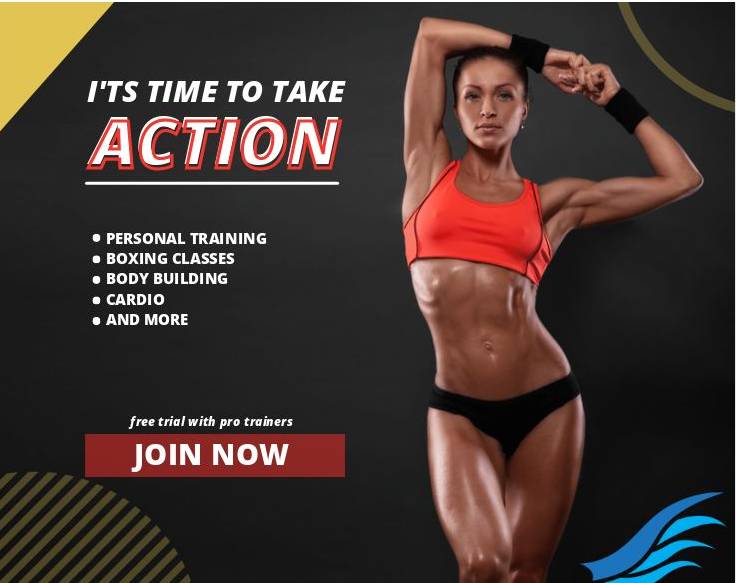 I'TS TIME TO TAKE
ACTION
PERSONAL TRAINING
BOXING CLASSES
BODY BUILDING
CARDIO
AND MORE
free trial with pro trainers
JOIN NOW